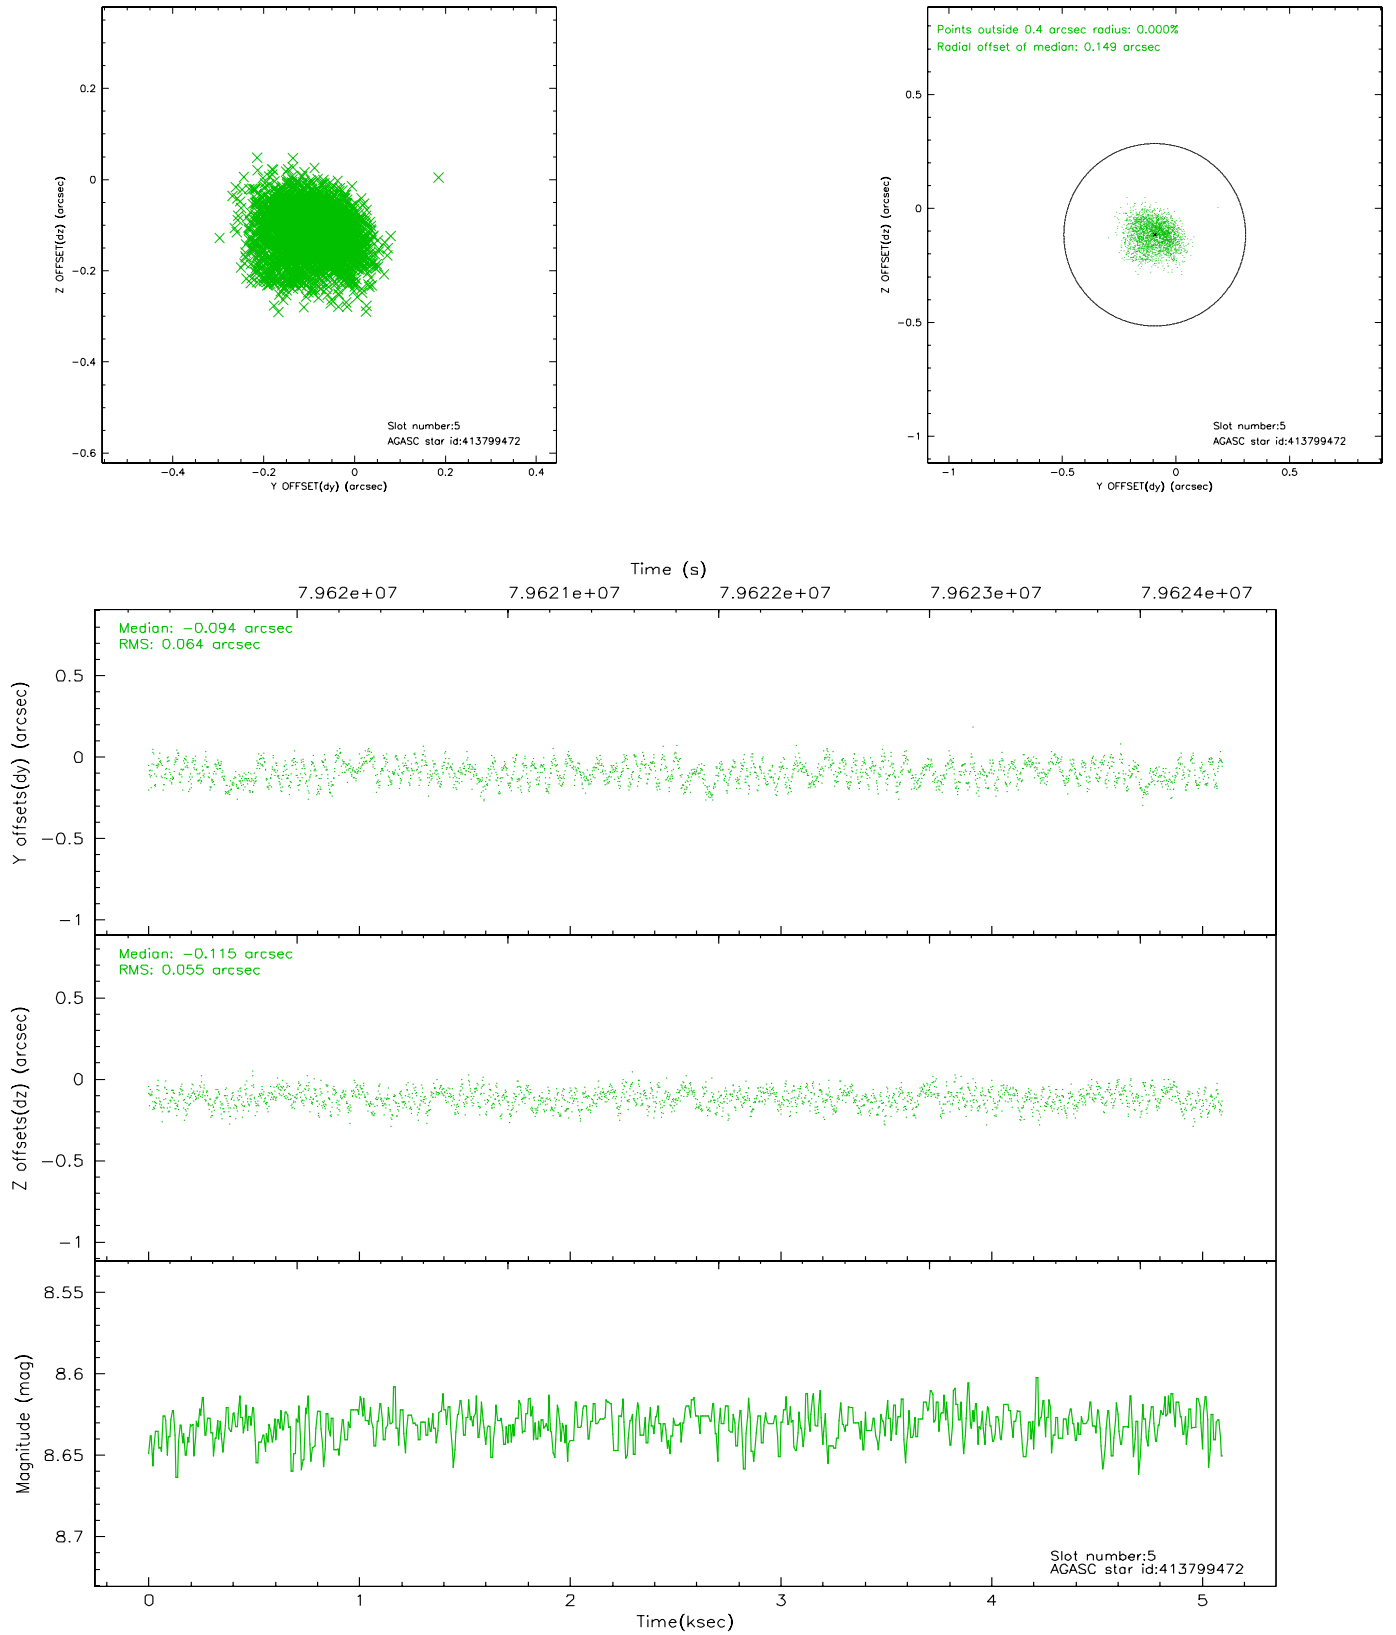 0.2
0
−0.2
−0.4
−0.6
Z OFFSET(dz) (arcsec)
Slot number:5
AGASC star id:413799472
−0.4
−0.2
0
0.2
0.4
Y OFFSET(dy) (arcsec)
Points outside 0.4 arcsec radius: 0.000%
Radial offset of median: 0.149 arcsec
0.5
0
−0.5
−1
Z OFFSET(dz) (arcsec)
Slot number:5
AGASC star id:413799472
−1
−0.5
0
0.5
Y OFFSET(dy) (arcsec)
Time (s)
7.962e+07
7.9621e+07
7.9622e+07
7.9623e+07
7.9624e+07
Median: −0.094 arcsec
RMS: 0.064 arcsec
0.5
0
−0.5
−1
Y offsets(dy) (arcsec)
Median: −0.115 arcsec
RMS: 0.055 arcsec
0.5
0
−0.5
−1
Z offsets(dz) (arcsec)
8.55
8.6
8.65
8.7
Magnitude (mag)
Slot number:5
AGASC star id:413799472
0
1
2
3
4
5
Time(ksec)